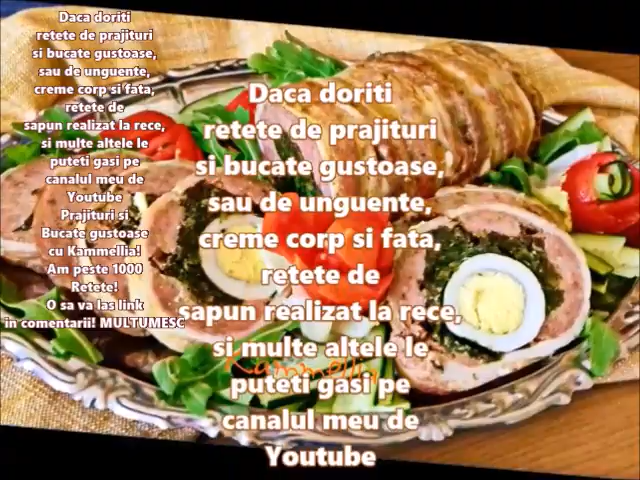 Daca doriti
retete de prajituri
si bucate gustoase,
sau de unguente,
creme corp si fata,
retete de
sapun realizat la rece,
si multe altele le
puteti gasi pe
canalul meu de
Youtube
Prajituri si
Bucate gustoase
cu Kammellia!
Am peste 1000
Retete!
O sa va las link
in comentarii! MULTUMESC
Daca doriti
retete de prajituri
si bucate gustoase,
sau de unguente,
creme corp si fata,
retete de
sapun realizat la rece,
si multe altele le
puteti gasi pe
canalul meu de
Youtube